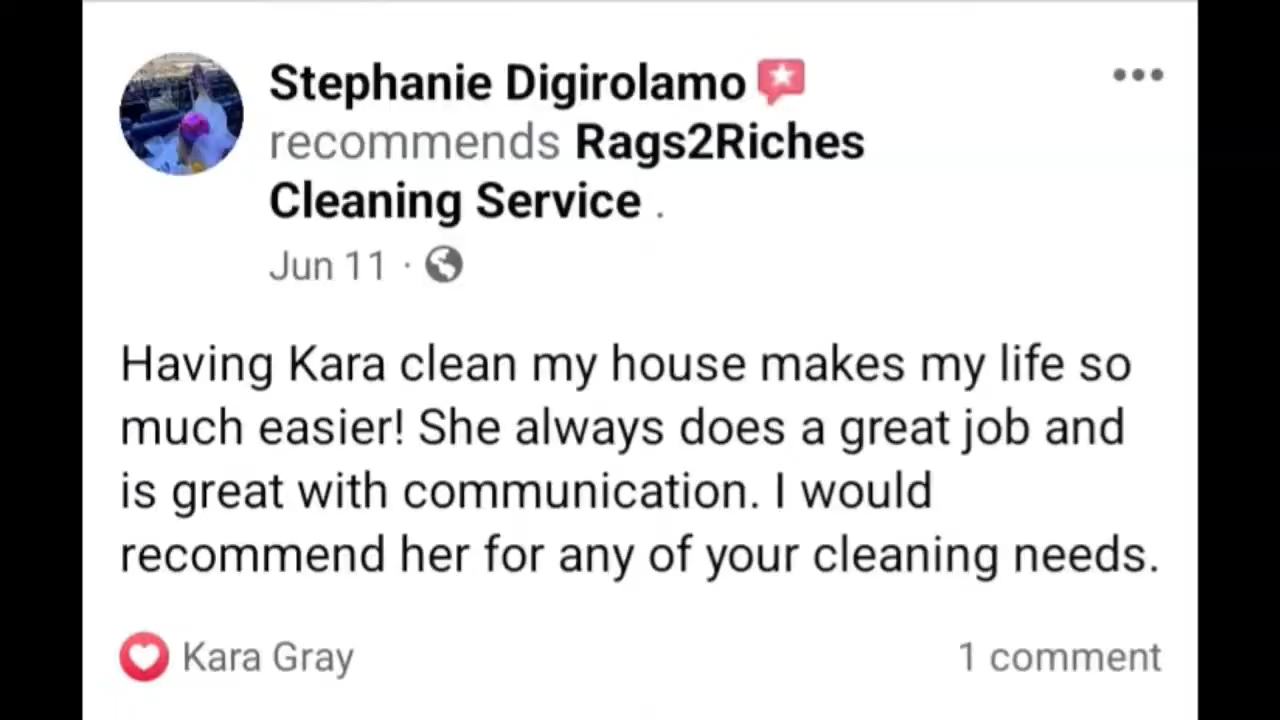 Stephanie Digirolamo
recommends Rags2Riches
Cleaning Service .
Jun 11 ·
Having Kara clean my house makes my life so
much easier! She always does a great job and
is great with communication. I would
recommend her for any of your cleaning needs.
Kara Gray 1 comment